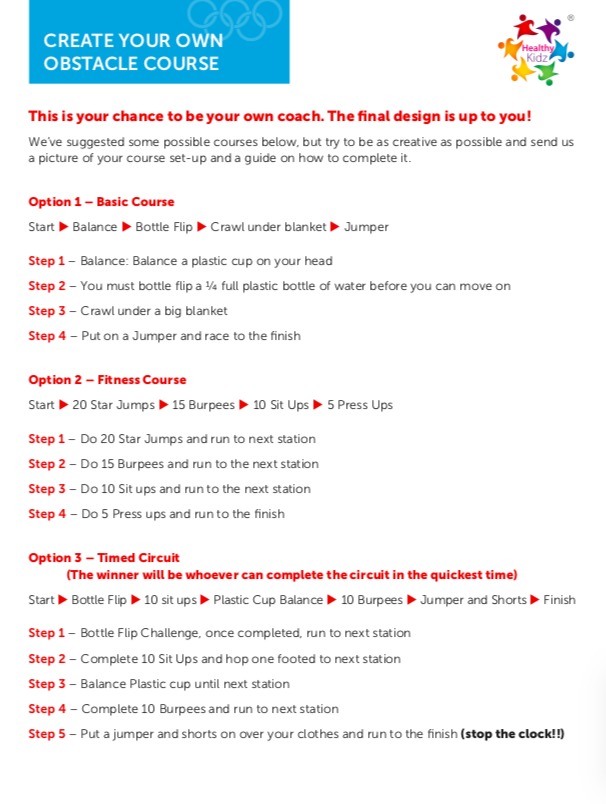 CREATE YOUR OWN
OBSTACLE COURSE
®
Healthy
Kidz
This is your chance to be your own coach. The final design is up to you!
We've suggested some possible courses below, but try to be as creative as possible and send us
a picture of your course set-up and a guide on how to complete it.
Option 1 – Basic Course
Start ▶ Balance ▶ Bottle Flip ▶ Crawl under blanket ▶ Jumper
Step 1 – Balance: Balance a plastic cup on your head
Step 2 – You must bottle flip a ¼ full plastic bottle of water before you can move on
Step 3 – Crawl under a big blanket
Step 4 – Put on a Jumper and race to the finish
Option 2 – Fitness Course
Start ▶ 20 Star Jumps ▶ 15 Burpees ▶ 10 Sit Ups ▶ 5 Press Ups
Step 1 – Do 20 Star Jumps and run to next station
Step 2 – Do 15 Burpees and run to the next station
Step 3 – Do 10 Sit ups and run to the next station
Step 4 – Do 5 Press ups and run to the finish
Option 3 – Timed Circuit
(The winner will be whoever can complete the circuit in the quickest time)
Start ▶ Bottle Flip ▶ 10 sit ups ▶ Plastic Cup Balance ▶ 10 Burpees ▶ Jumper and Shorts ▶ Finish
Step 1 – Bottle Flip Challenge, once completed, run to next station
Step 2 – Complete 10 Sit Ups and hop one footed to next station
Step 3 – Balance Plastic cup until next station
Step 4 – Complete 10 Burpees and run to next station
Step 5 – Put a jumper and shorts on over your clothes and run to the finish (stop the clock!!)